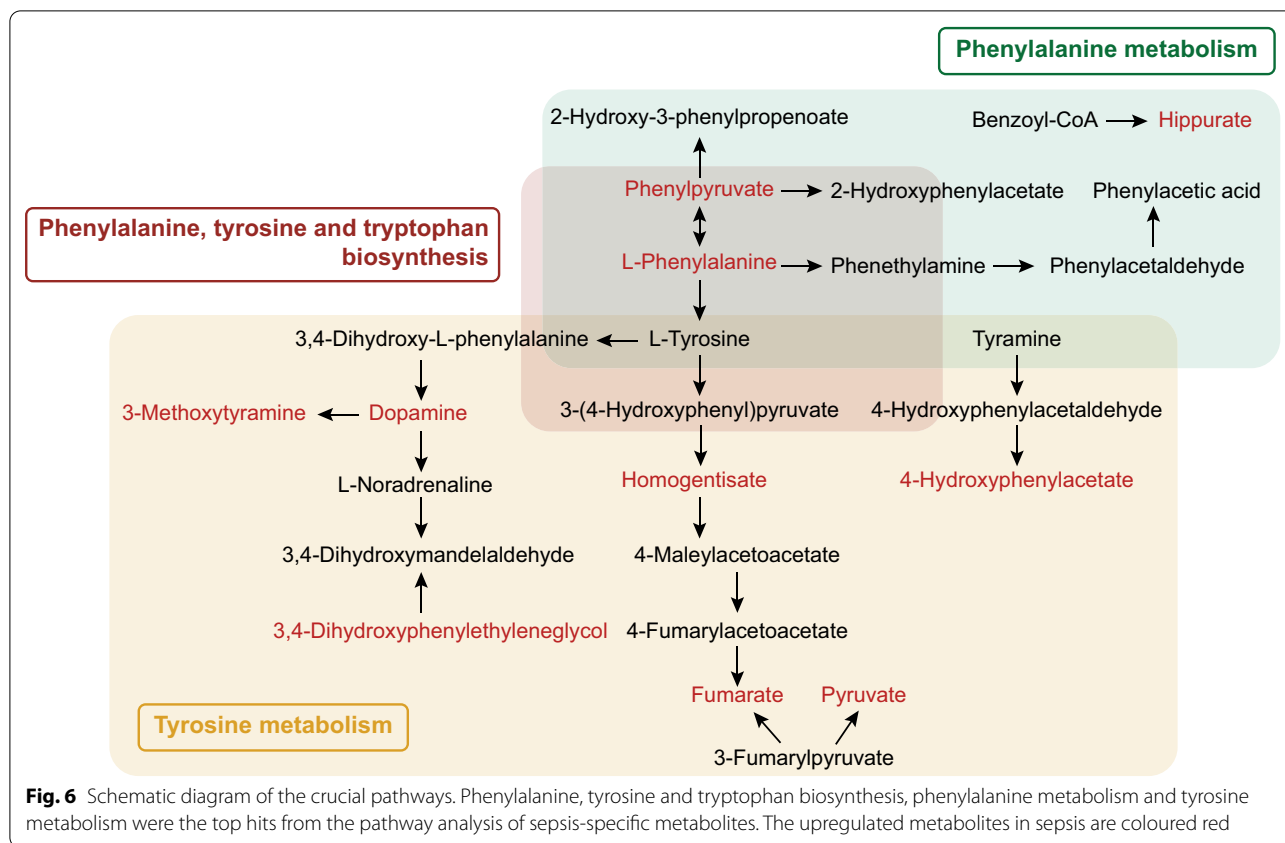 Phenylalanine metabolism
2-Hydroxy-3-phenylpropenoate
Benzoyl-CoA
Hippurate
Phenylpyruvate
2-Hydroxyphenylacetate
Phenylacetic acid
Phenylalanine, tyrosine and tryptophan
biosynthesis
L-Phenylalanine
Phenethylamine
Phenylacetaldehyde
3,4-Dihydroxy-L-phenylalanine
L-Tyrosine
Tyramine
3-Methoxytyramine
Dopamine
3-(4-Hydroxyphenyl)pyruvate
4-Hydroxyphenylacetaldehyde
L-Noradrenaline
Homogentisate
4-Hydroxyphenylacetate
3,4-Dihydroxymandelaldehyde
4-Maleylacetoacetate
3,4-Dihydroxyphenylethyleneglycol
4-Fumarylacetoacetate
Fumarate
Pyruvate
Tyrosine metabolism
3-Fumarylpyruvate
Fig. 6 Schematic diagram of the crucial pathways. Phenylalanine, tyrosine and tryptophan biosynthesis, phenylalanine metabolism and tyrosine
metabolism were the top hits from the pathway analysis of sepsis-specific metabolites. The upregulated metabolites in sepsis are coloured red